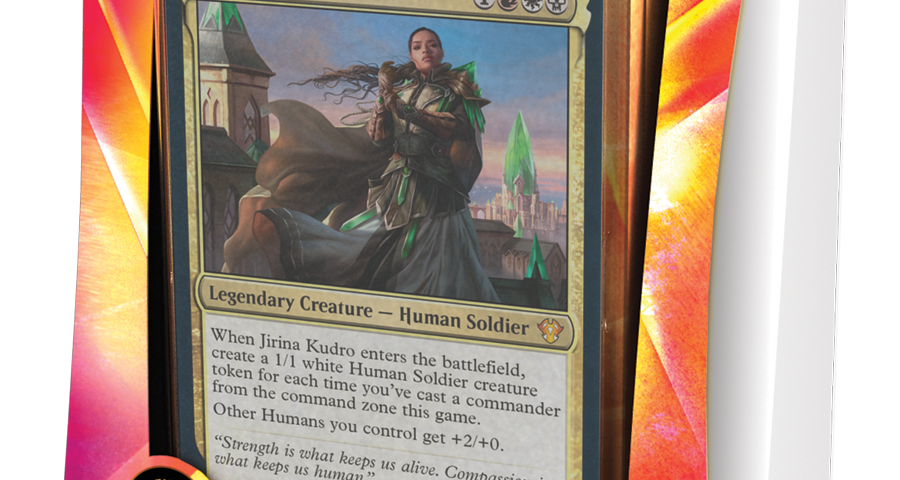 Legendary Creature — Human Soldier
When Jirina Kudro enters the battlefield,
create a 1/1 white Human Soldier creature
token for each time you've cast a commander
from the command zone this game.
Other Humans you control get +2/+0.
"Strength is what keeps us alive. Compassion
what keeps us human."